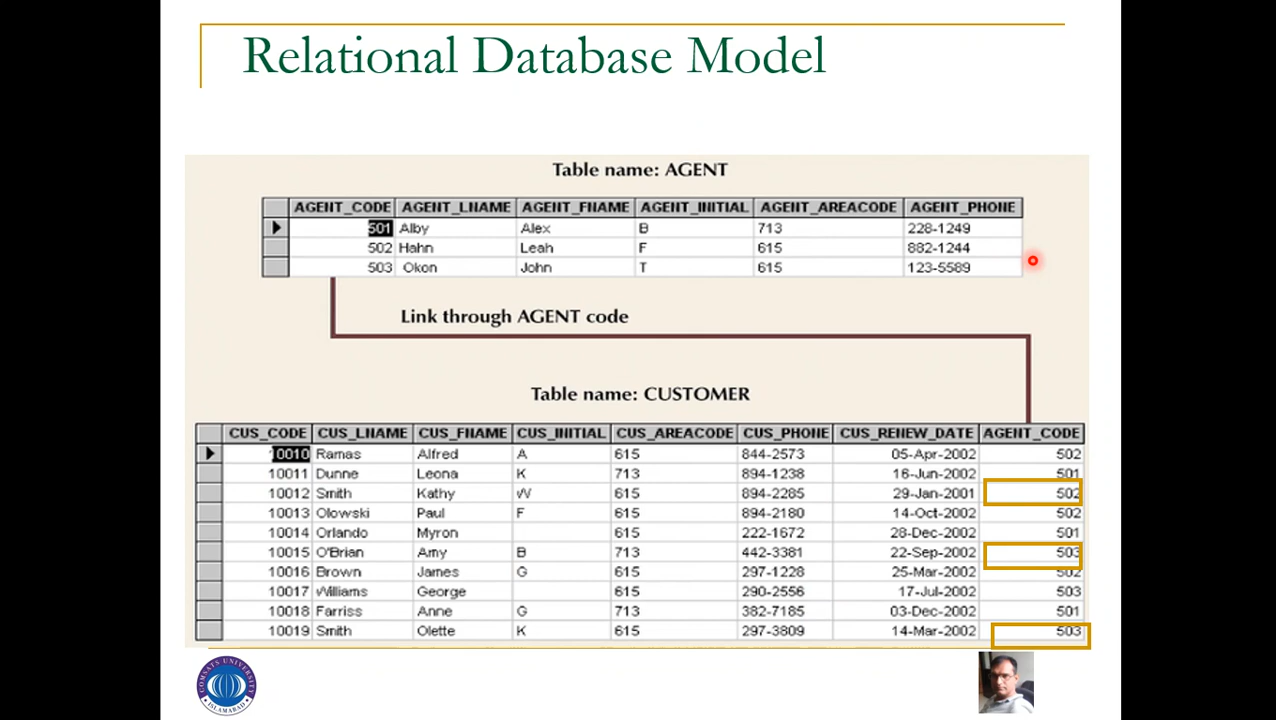 Relational Database Model
Table name: AGENT
AGENT_CODE AGENT_LNAME AGENT_FNAME AGENT_INITIAL AGENT_AREACODE AGENT_PHONE
501 Alby Alex B 713 228-1249
502 Hahn Leah F 615 882-1244
503 Okon John T 615 123-5589
Link through AGENT code
Table name: CUSTOMER
CUS_CODE CUS_LNAME CUS_FNAME CUS_INITIAL CUS_AREACODE CUS_PHONE CUS_RENEW_DATE AGENT_CODE
10010 Ramas Alfred A 615 844-2573 05-Apr-2002 502
10011 Dunne Leona K 713 894-1238 16-Jun-2002 501
10012 Smith Kathy W 615 894-2285 29-Jan-2001 502
10013 Olowski Paul F 615 894-2180 14-Oct-2002 502
10014 Orlando Myron 615 222-1672 28-Dec-2002 501
10015 O'Brian Amy B 713 442-3381 22-Sep-2002 503
10016 Brown James G 615 297-1228 25-Mar-2002 502
10017 Williams George 615 290-2556 17-Jul-2002 503
10018 Farriss Anne G 713 382-7185 03-Dec-2002 501
10019 Smith Olette K 615 297-3809 14-Mar-2002 503
COMSATS UNIVERSITY
ISLAMABAD